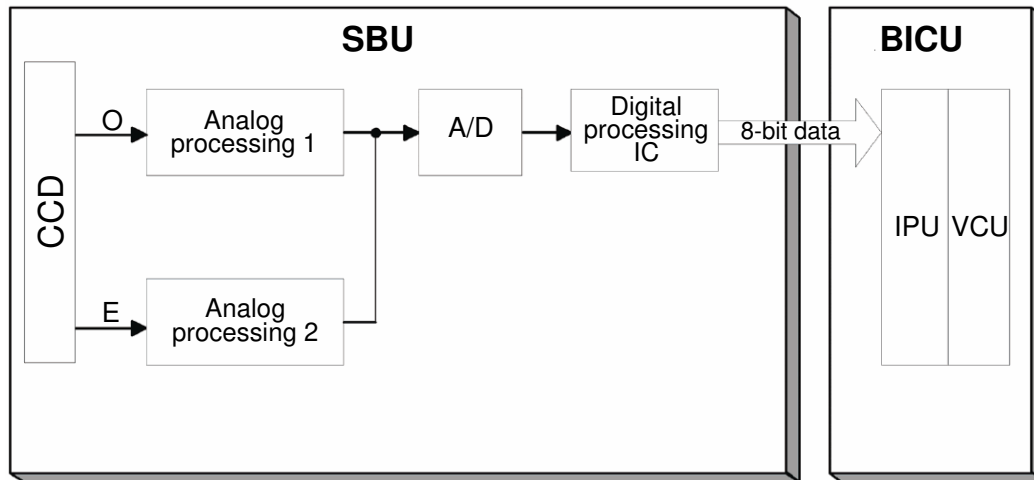 SBU
BICU
CCD
O
Analog
processing 1
A/D
Digital
processing
IC
8-bit data
E
Analog
processing 2
IPU
VCU